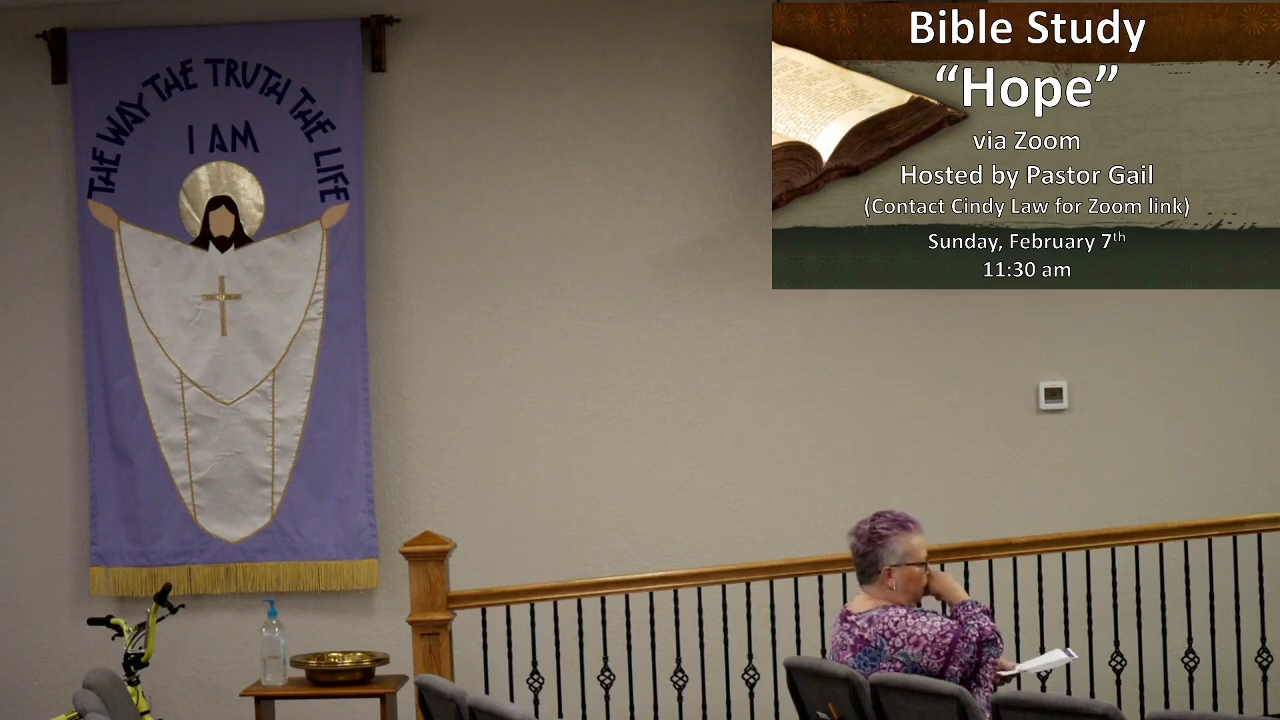 THE WAY THE TRUTH THE LIFE
I AM
Bible Study
“Hope”
via Zoom
Hosted by Pastor Gail
(Contact Cindy Law for Zoom link)
Sunday, February 7th
11:30 am